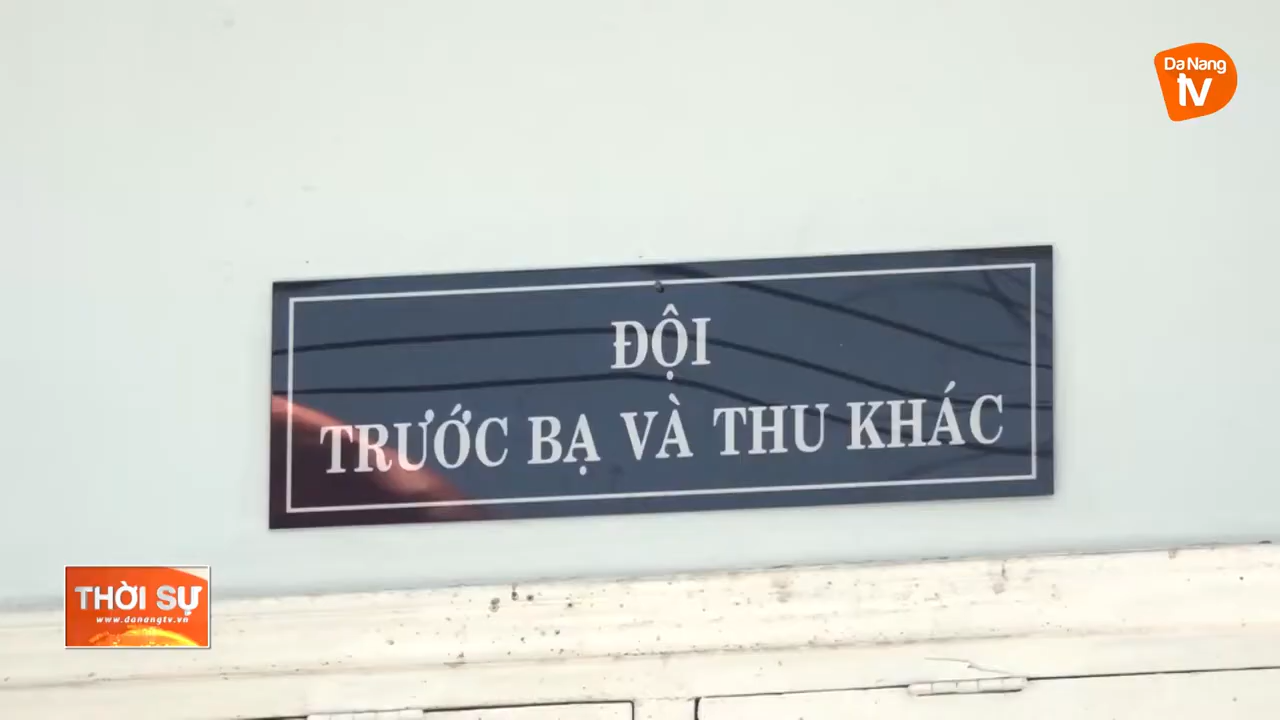 Da Nang
tv
ĐỘI
TRƯỚC BẠ VÀ THU KHÁC
THỜI SỰ
www.danangtv.vn